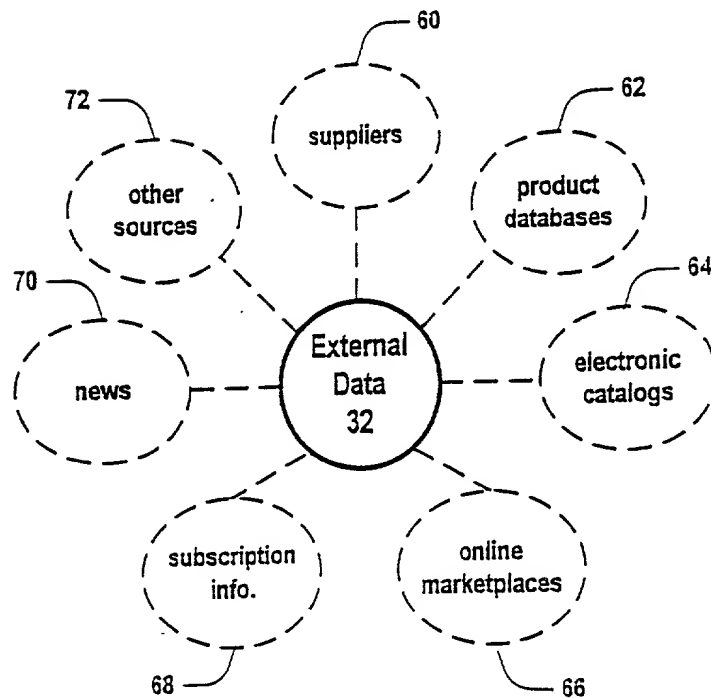 60
suppliers
72
other
sources
62
product
databases
70
news
External
Data
32
64
electronic
catalogs
subscription
info.
68
online
marketplaces
66